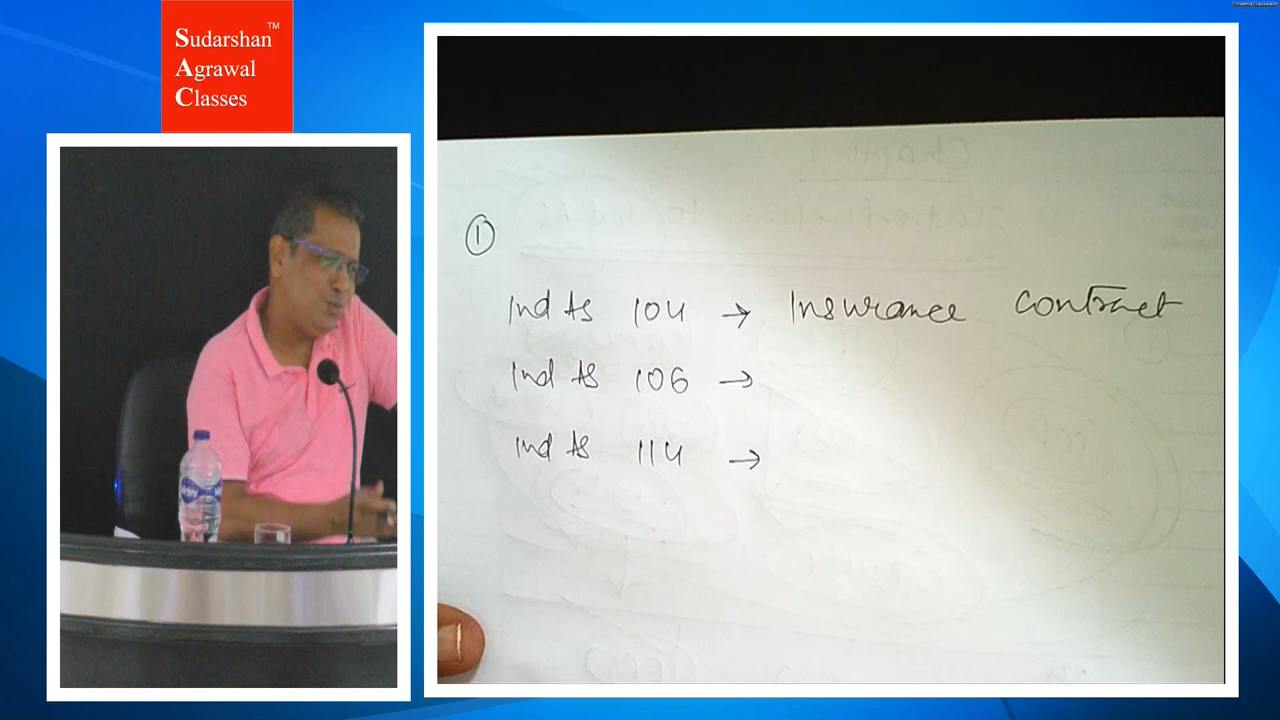 Sudarshan™
Agrawal
Classes
①
Ind As 104 → Insurance contract
Ind As 106 →
Ind As 114 →